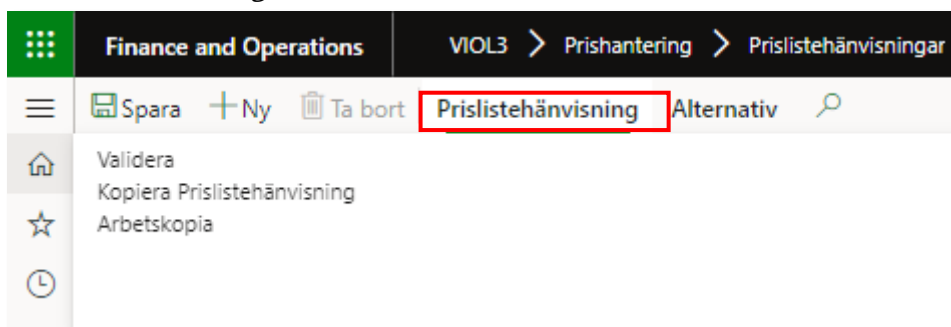 Finance and Operations VIOL3 > Prishantering > Prislistehänvisningar
Spara + Ny Ta bort Prislistehänvisning Alternativ
Validera
Kopiera Prislistehänvisning
Arbetskopia